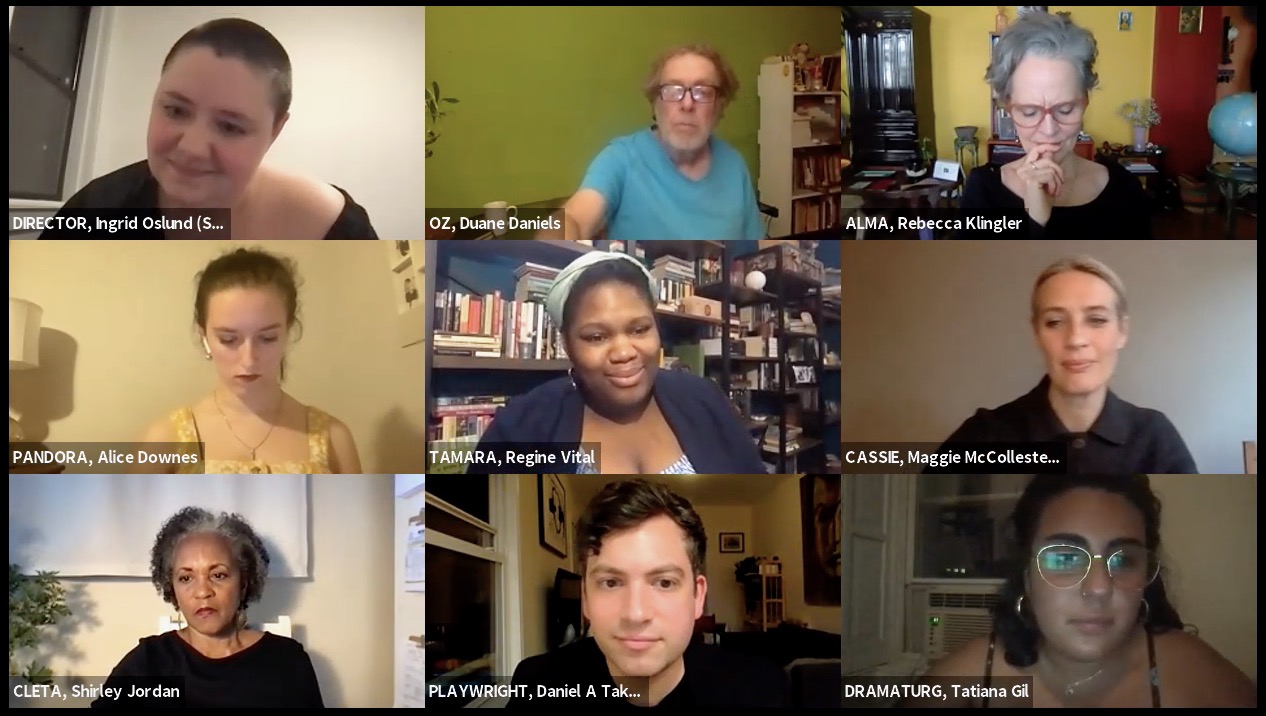 DIRECTOR, Ingrid Oslund (S...
OZ, Duane Daniels
ALMA, Rebecca Klingler
PANDORA, Alice Downes
TAMARA, Regine Vital
CASSIE, Maggie McColleste...
CLETA, Shirley Jordan
PLAYWRIGHT, Daniel A Tak...
DRAMATURG, Tatiana Gil